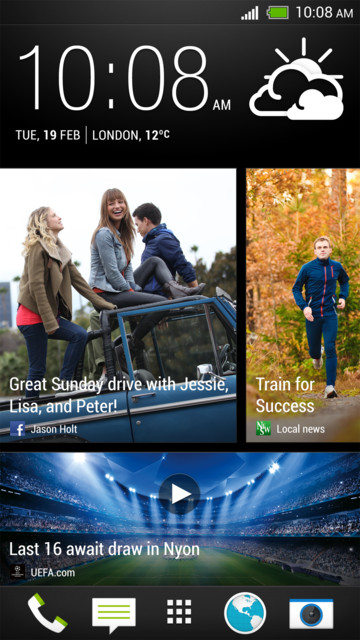 10:08 AM
10:08 AM
TUE, 19 FEB | LONDON, 12ºC
Great Sunday drive with Jessie,
Lisa, and Peter!
f Jason Holt
Train for
Success
Local news
Last 16 await draw in Nyon
UEFA.com